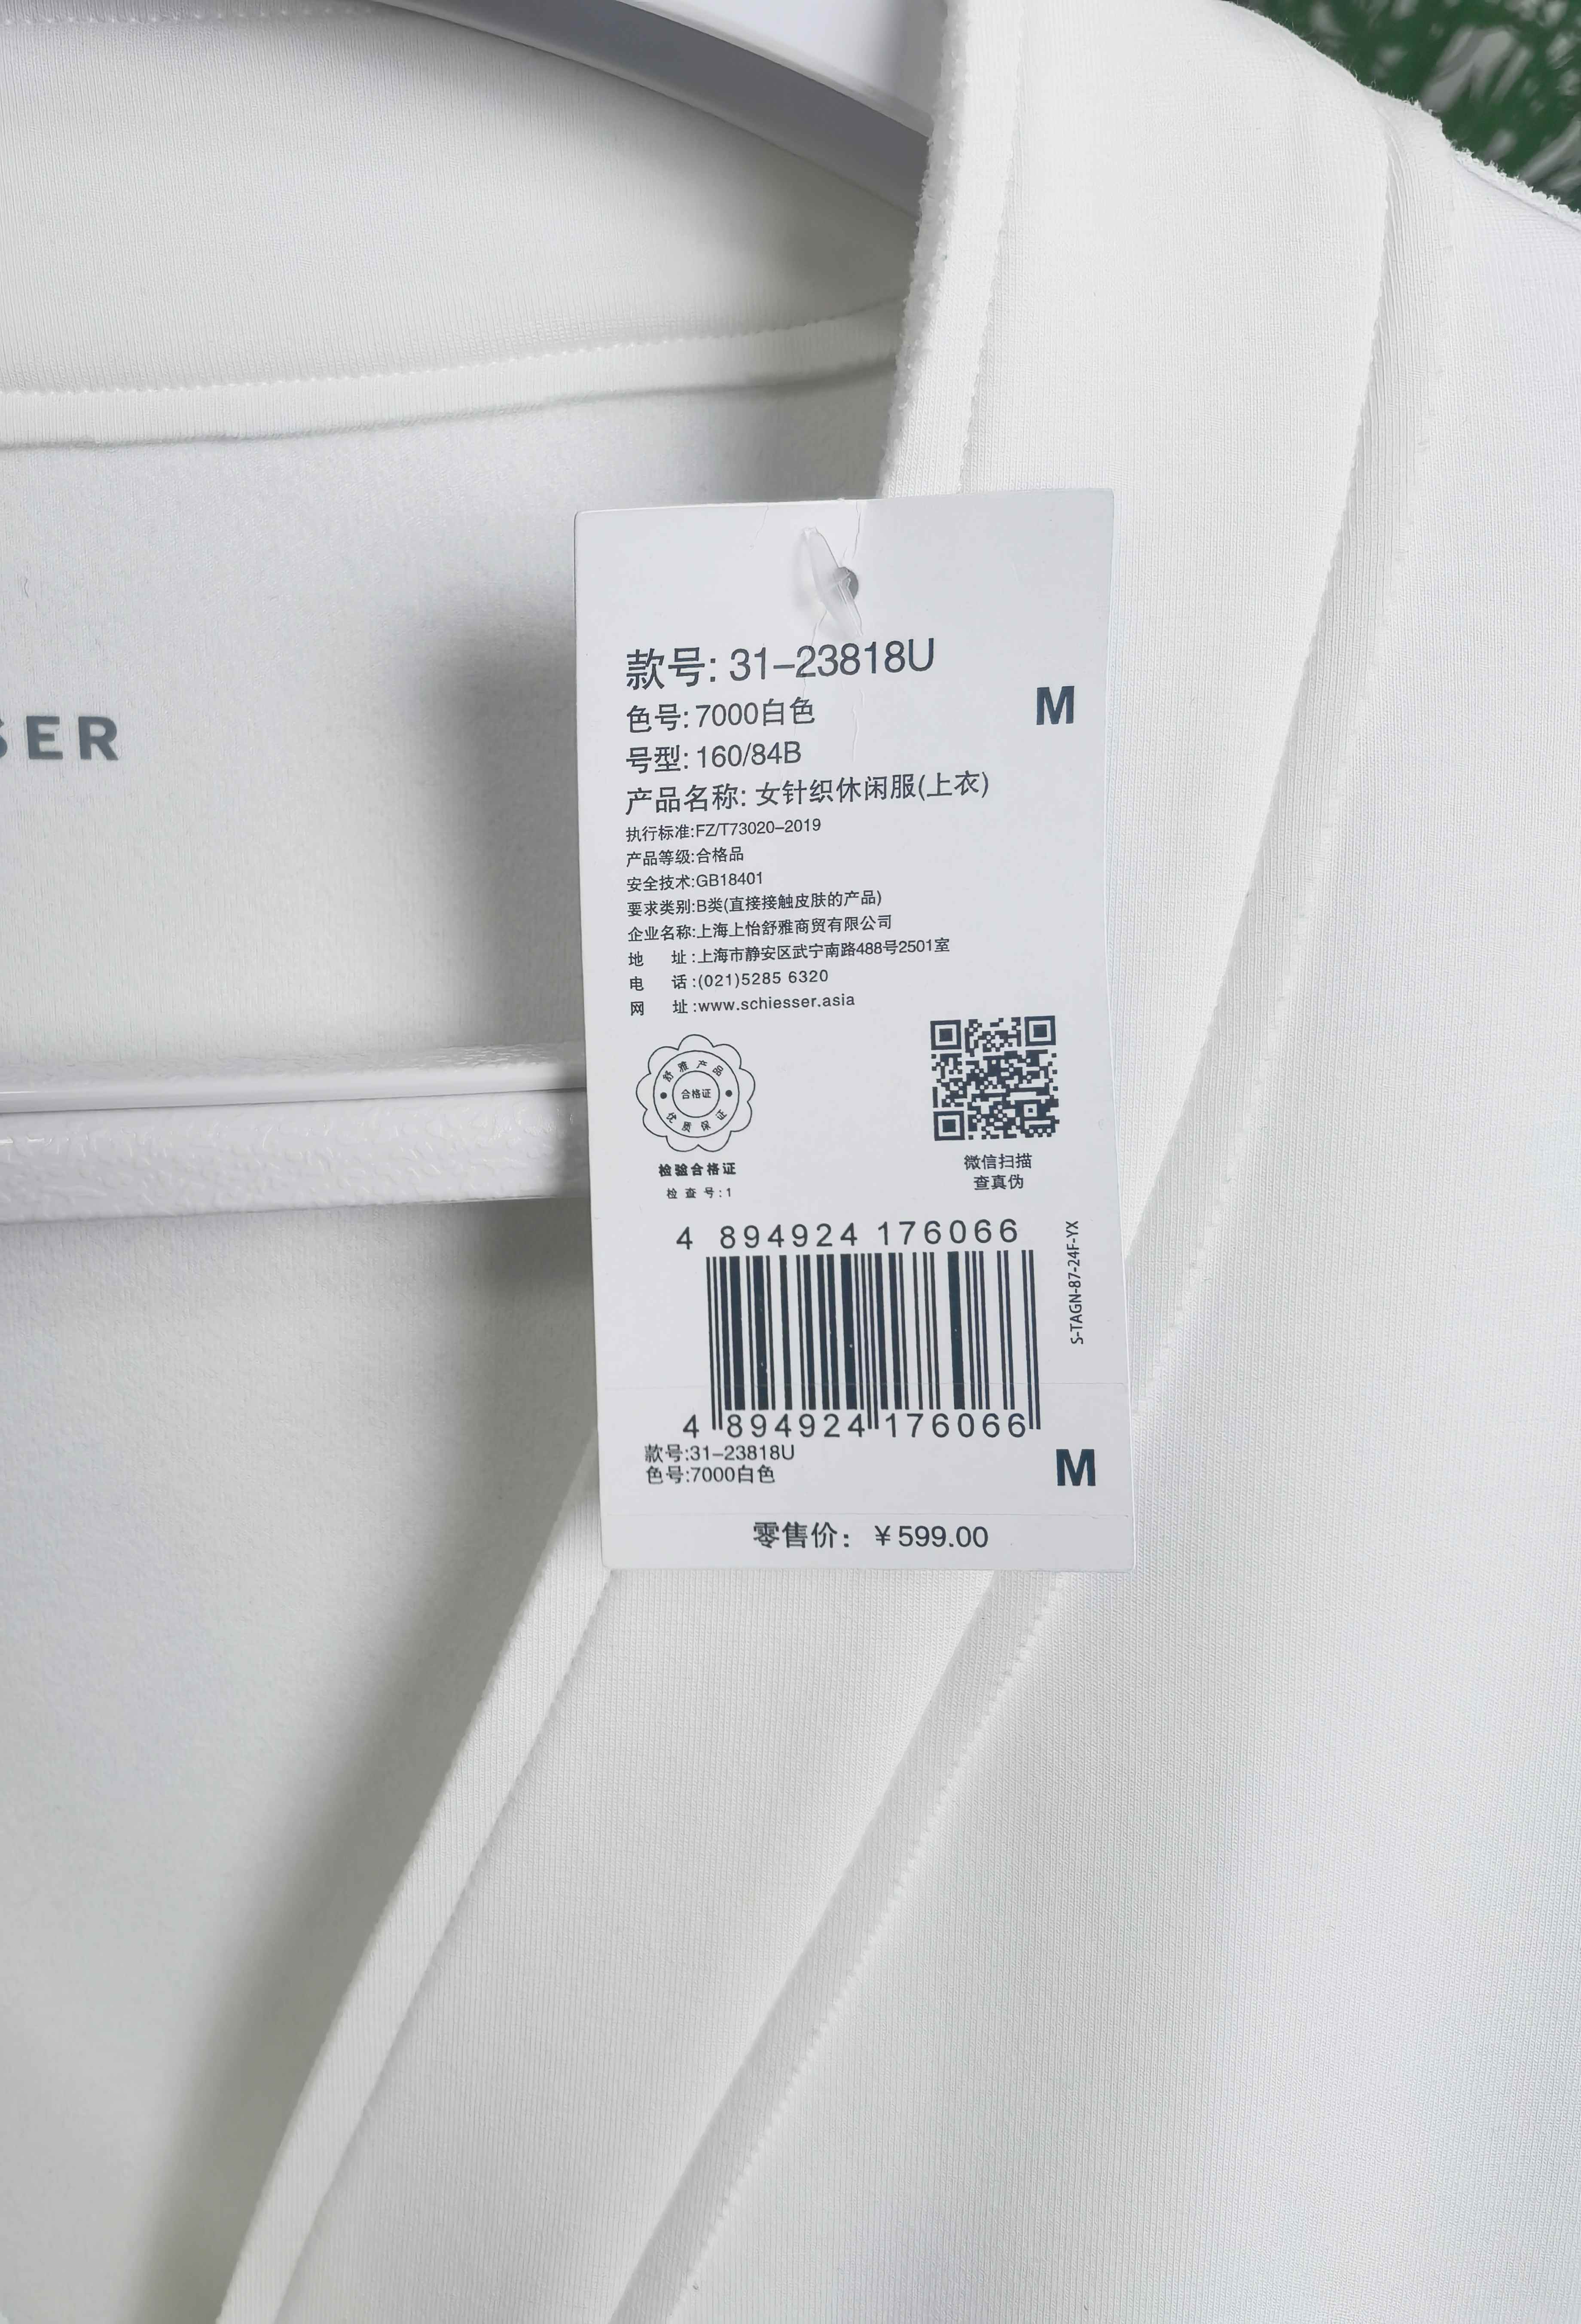 SER
款号: 31-23818U
色号: 7000白色
M
号型: 160/84B
产品名称: 女针织休闲服(上衣)
执行标准:FZ/T73020-2019
产品等级:合格品
安全技术:GB18401
要求类别:B类(直接接触皮肤的产品)
企业名称:上海上怡舒雅商贸有限公司
地 址:上海市静安区武宁南路488号2501室
电 话:(021)5285 6320
网 址:www.schiesser.asia
舒雅产品
合格证
优质保证
检验合格证
检查号:1
微信扫描
查真伪
4 894924 176066
S-TAGN-87-24F-YX
4 894924 176066
款号:31-23818U
色号:7000白色
M
零售价: ¥599.00